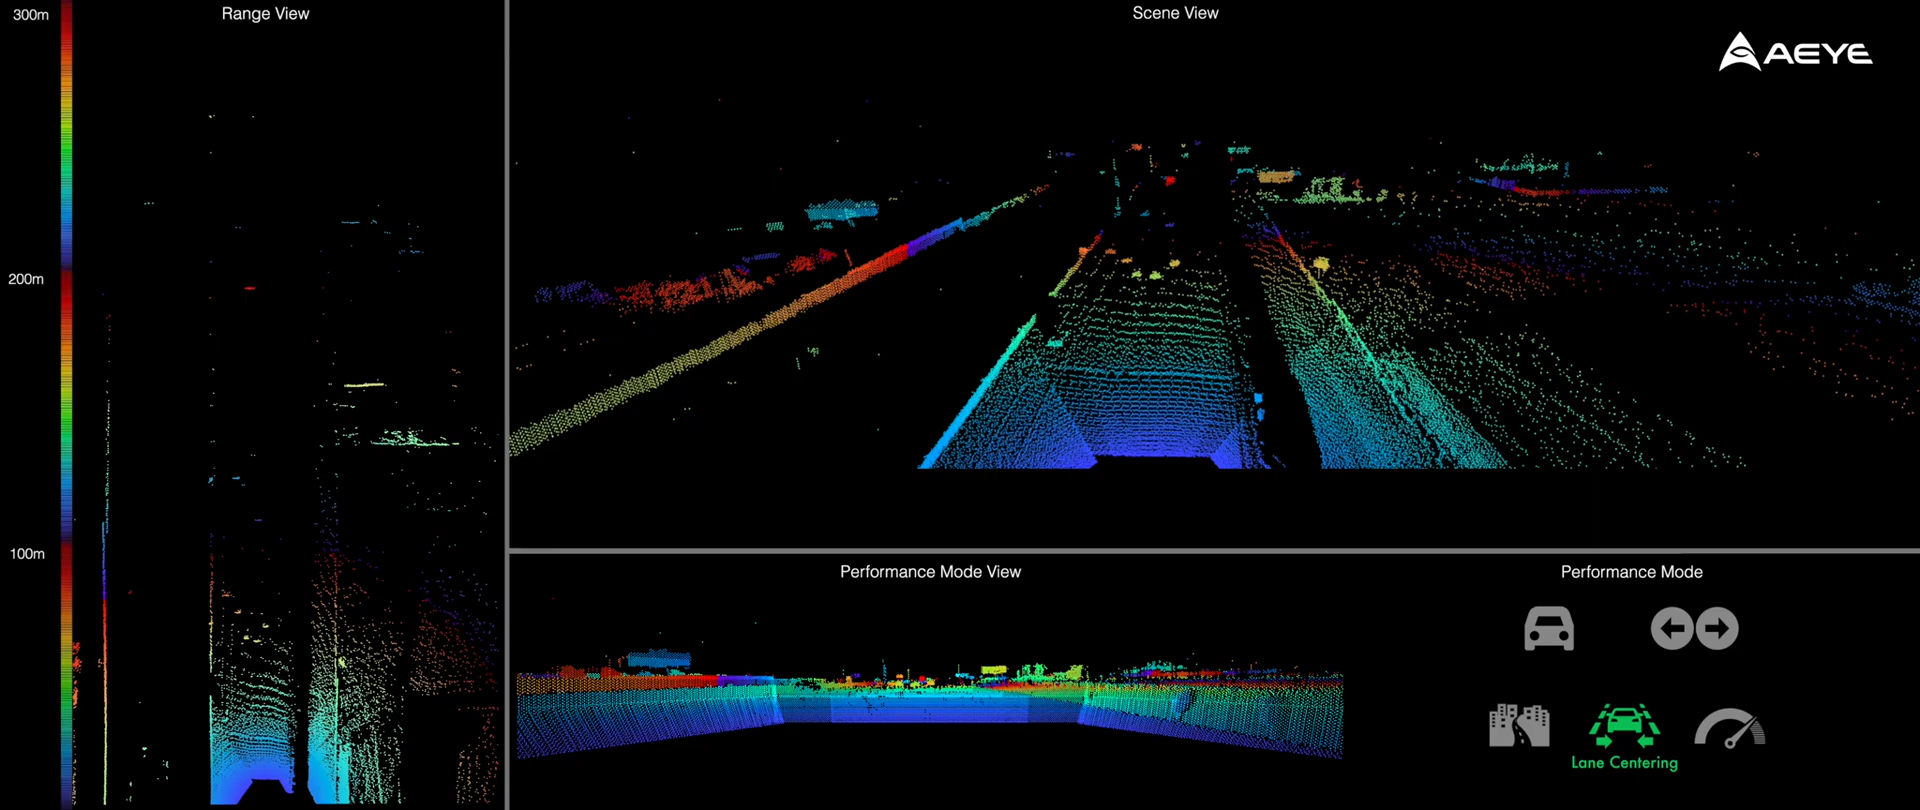 Range View
300m
200m
100m
Scene View
AEYE
Performance Mode View
Performance Mode
Lane Centering